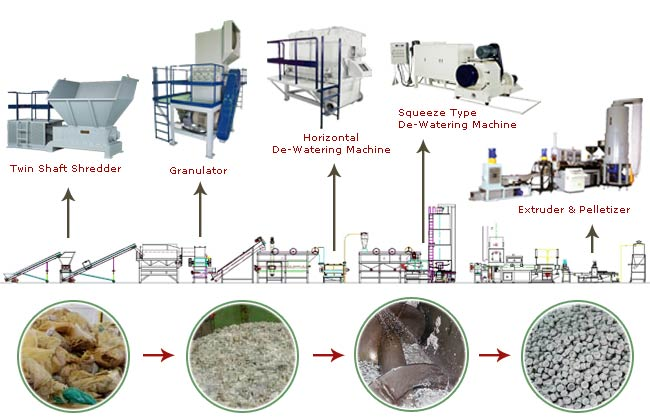 Twin Shaft Shredder
Granulator
Horizontal
De-Watering Machine
Squeeze Type
De-Watering Machine
Extruder & Pelletizer